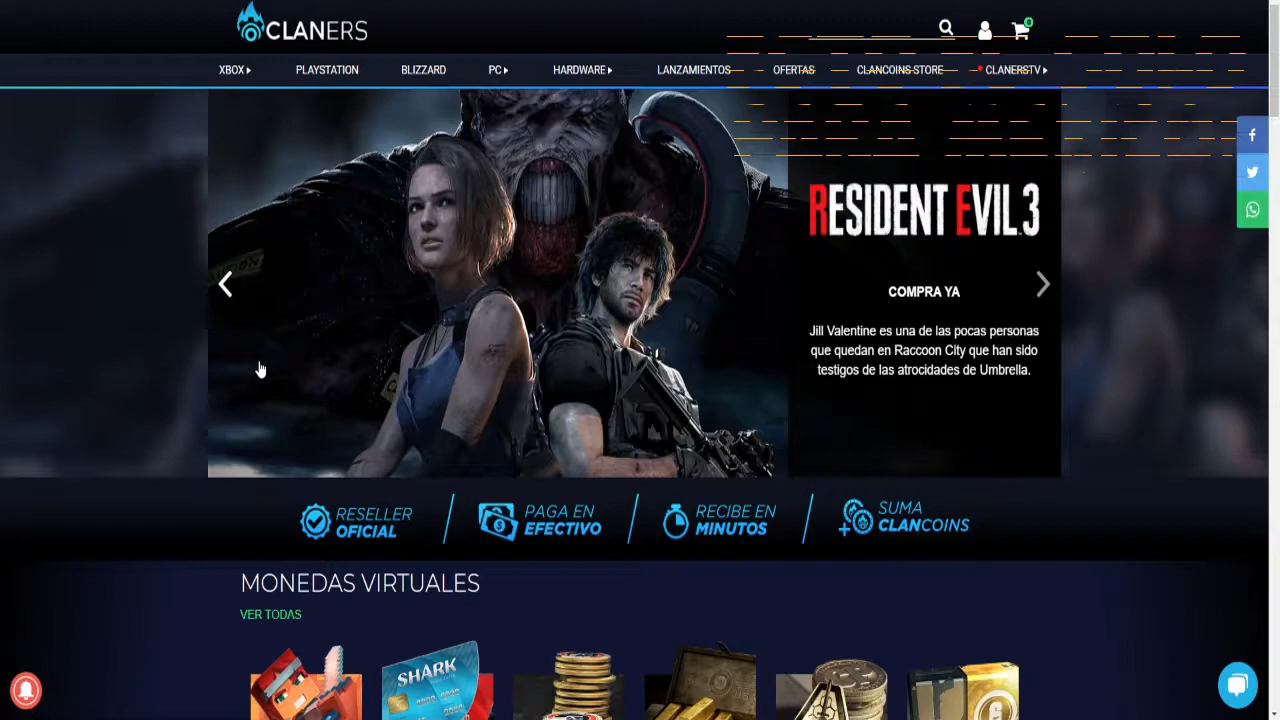 CLANERS
0
XBOX PLAYSTATION BLIZZARD PC HARDWARE LANZAMIENTOS OFERTAS CLANCOINS STORE CLANERSTV
RESIDENT EVIL 3
COMPRA YA
Jill Valentine es una de las pocas personas
que quedan en Raccoon City que han sido
testigos de las atrocidades de Umbrella.
RESELLER
OFICIAL
PAGA EN
EFECTIVO
RECIBE EN
MINUTOS
SUMA
CLANCOINS
MONEDAS VIRTUALES
VER TODAS
SHARK